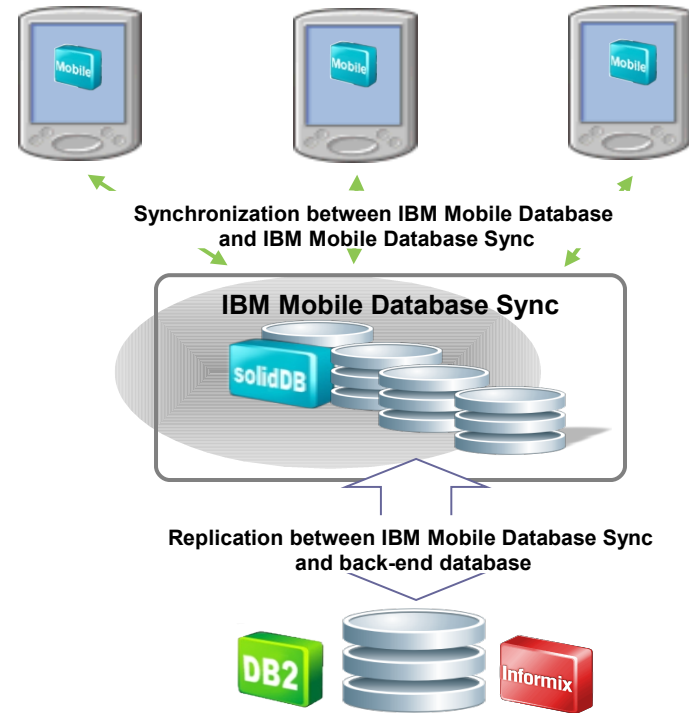 Mobile
Mobile
Mobile
Synchronization between IBM Mobile Database
and IBM Mobile Database Sync
IBM Mobile Database Sync
solidDB
Replication between IBM Mobile Database Sync
and back-end database
DB2
Informix